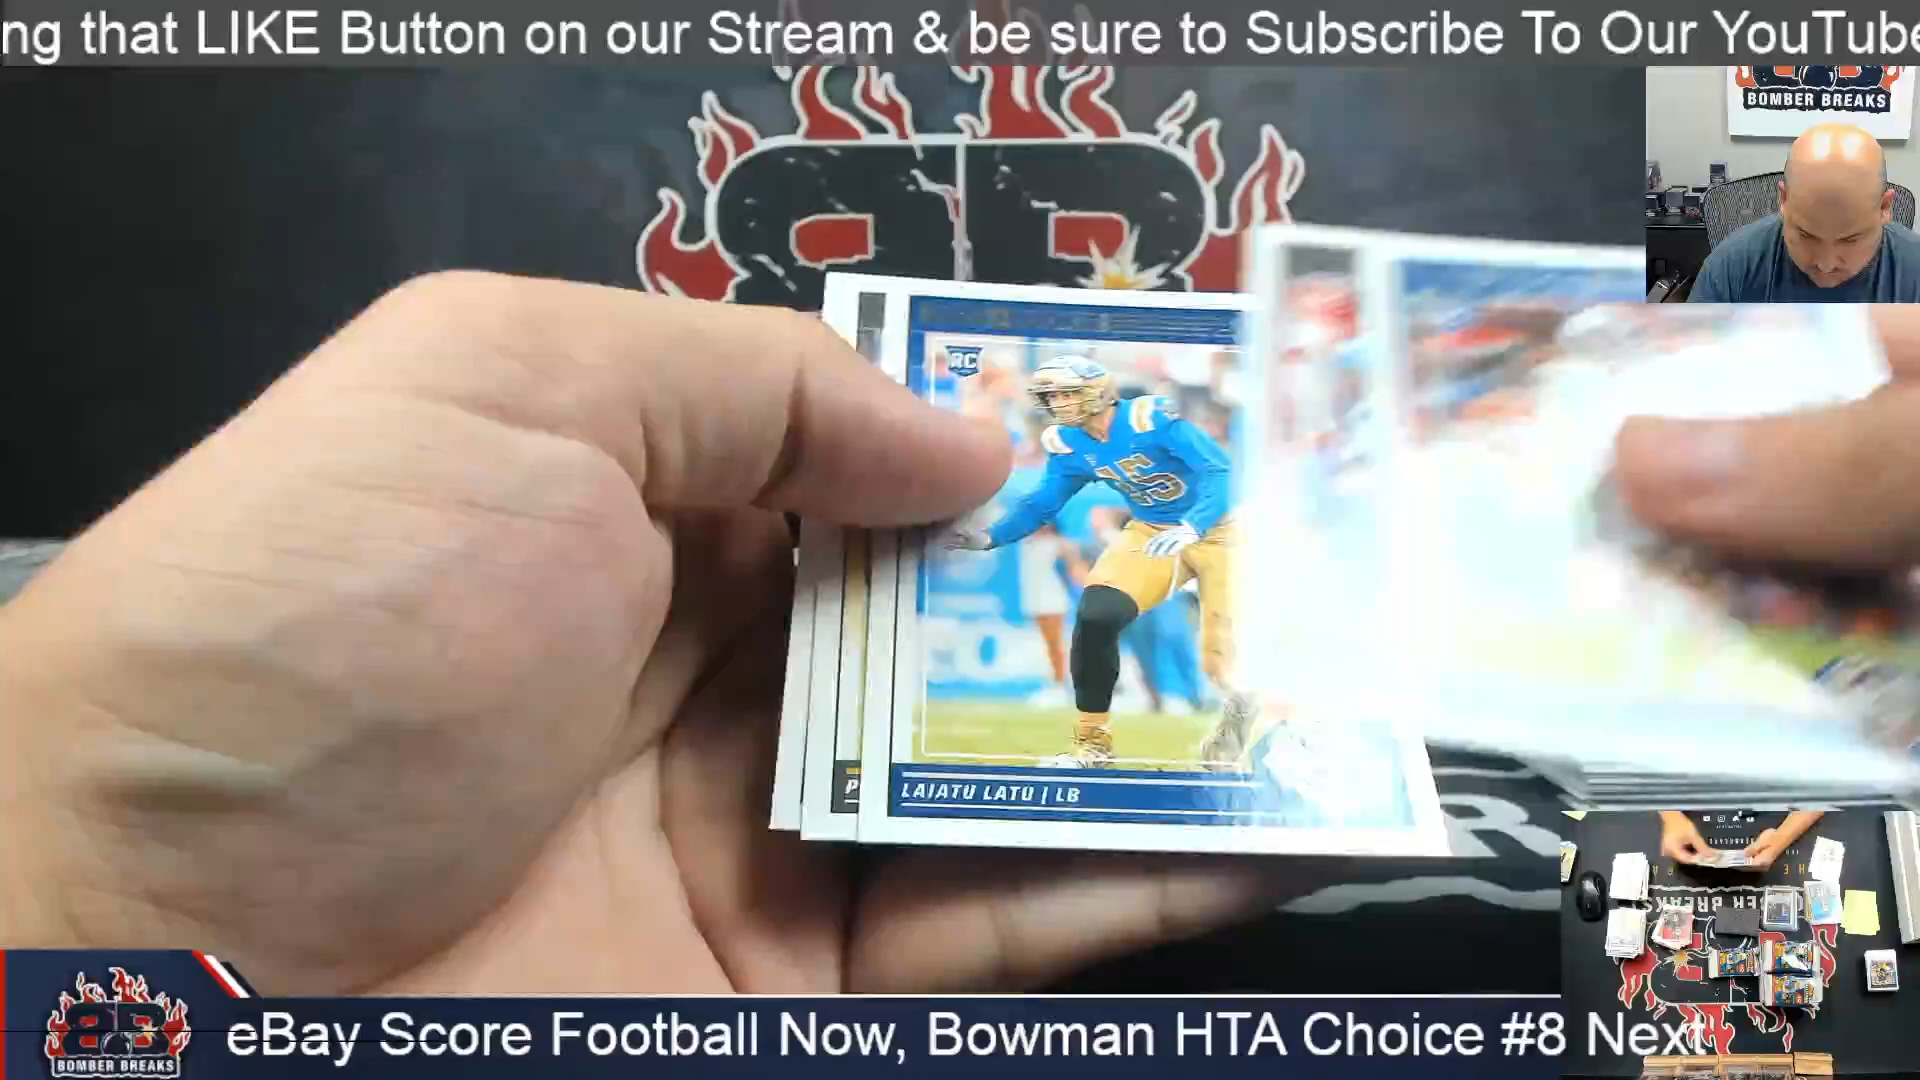 ng that LIKE Button on our Stream & be sure to Subscribe To Our YouTube
BOMBER BREAKS
RC
15
LAIATU LATU | LB
P
R
BOMBER BREAKS
eBay Score Football Now, Bowman HTA Choice #8 Next